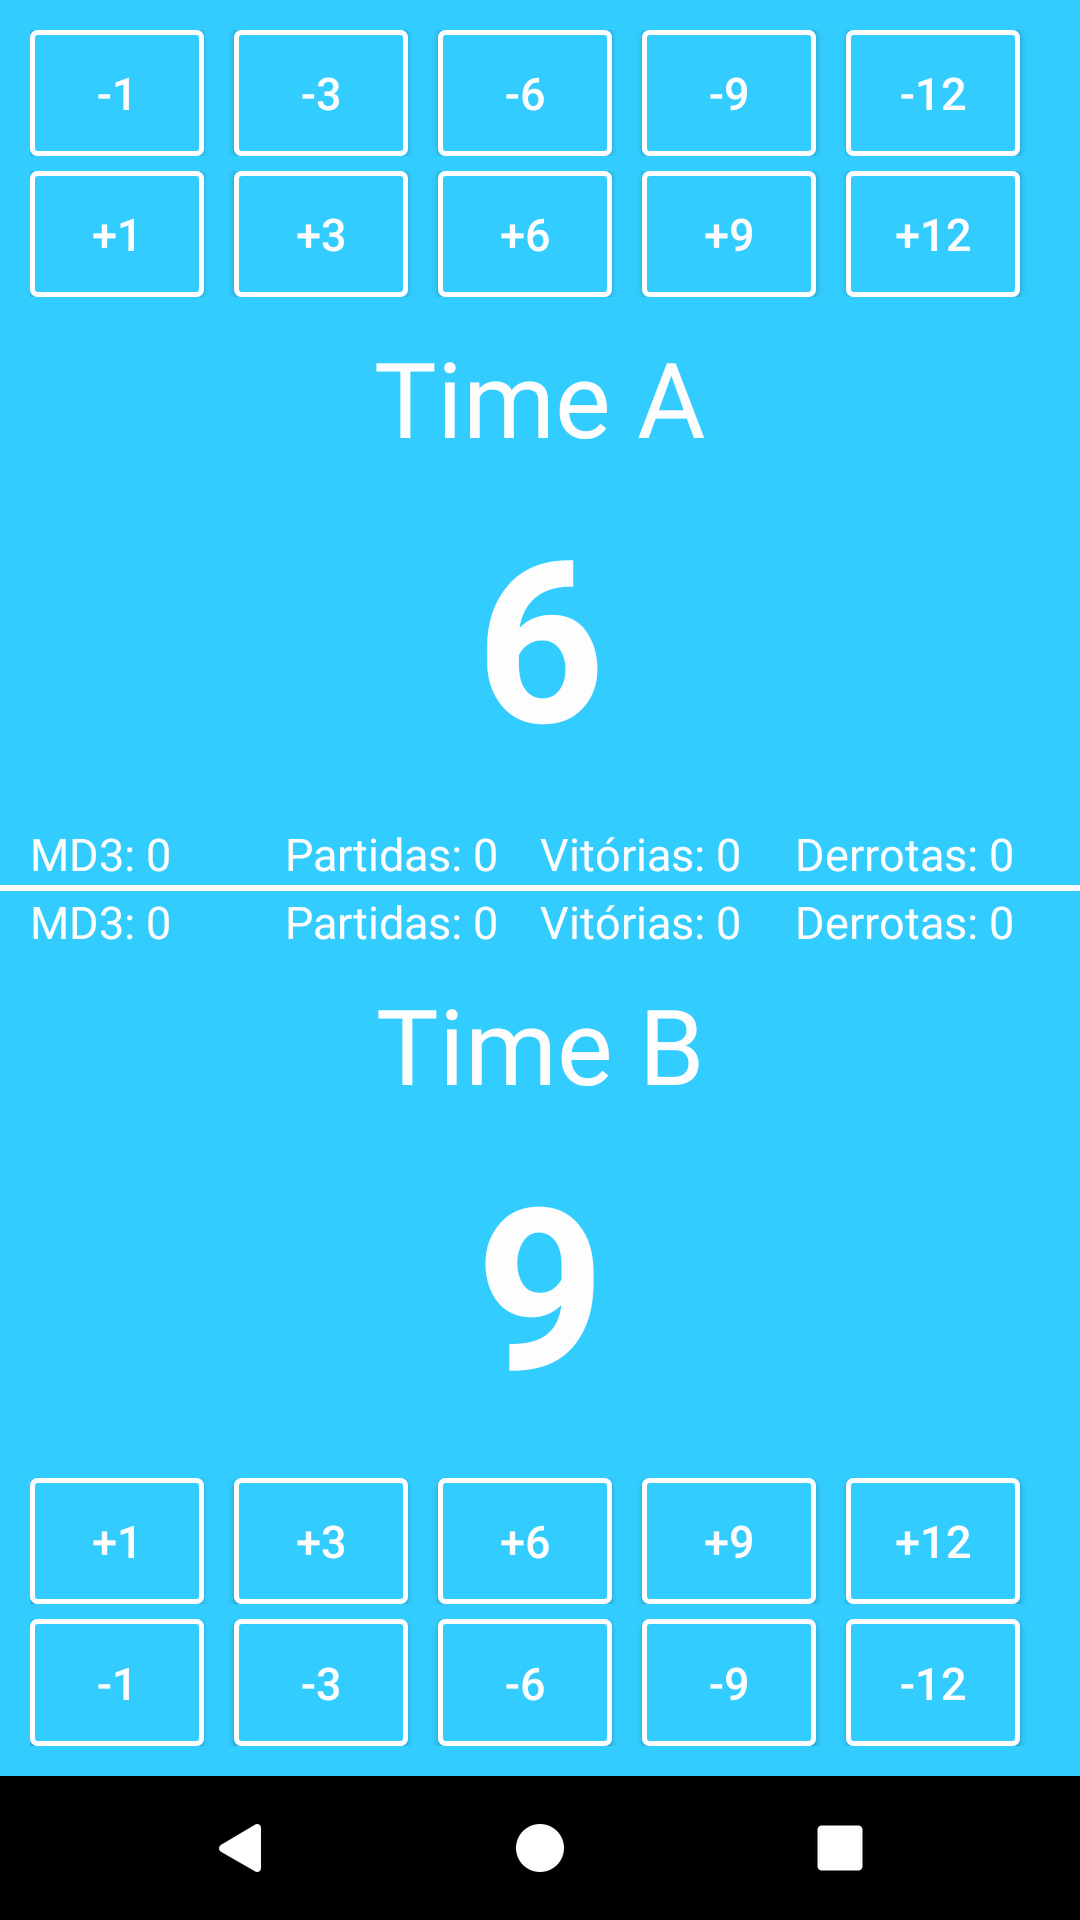 -1 -3 -6 -9 -12
+1 +3 +6 +9 +12
Time A
6
MD3: 0 Partidas: 0 Vitórias: 0 Derrotas: 0
MD3: 0 Partidas: 0 Vitórias: 0 Derrotas: 0
Time B
9
+1 +3 +6 +9 +12
-1 -3 -6 -9 -12